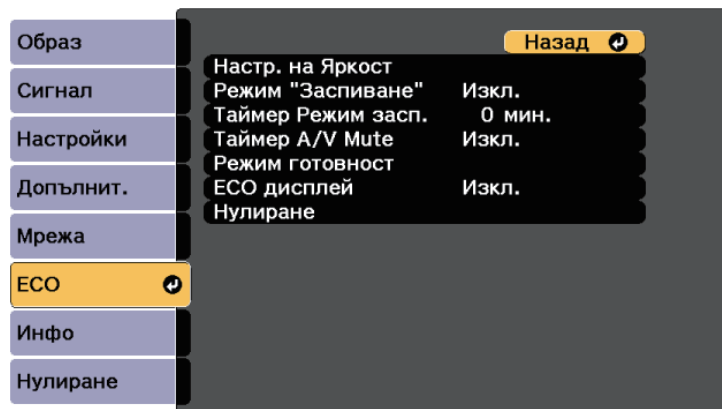 Образ
Сигнал
Настройки
Допълнит.
Мрежа
ECO
Инфо
Нулиране
Назад
Настр. на Яркост
Режим "Заспиване" Изкл.
Таймер Режим засп. 0 мин.
Таймер A/V Mute Изкл.
Режим готовност
ECO дисплей Изкл.
Нулиране